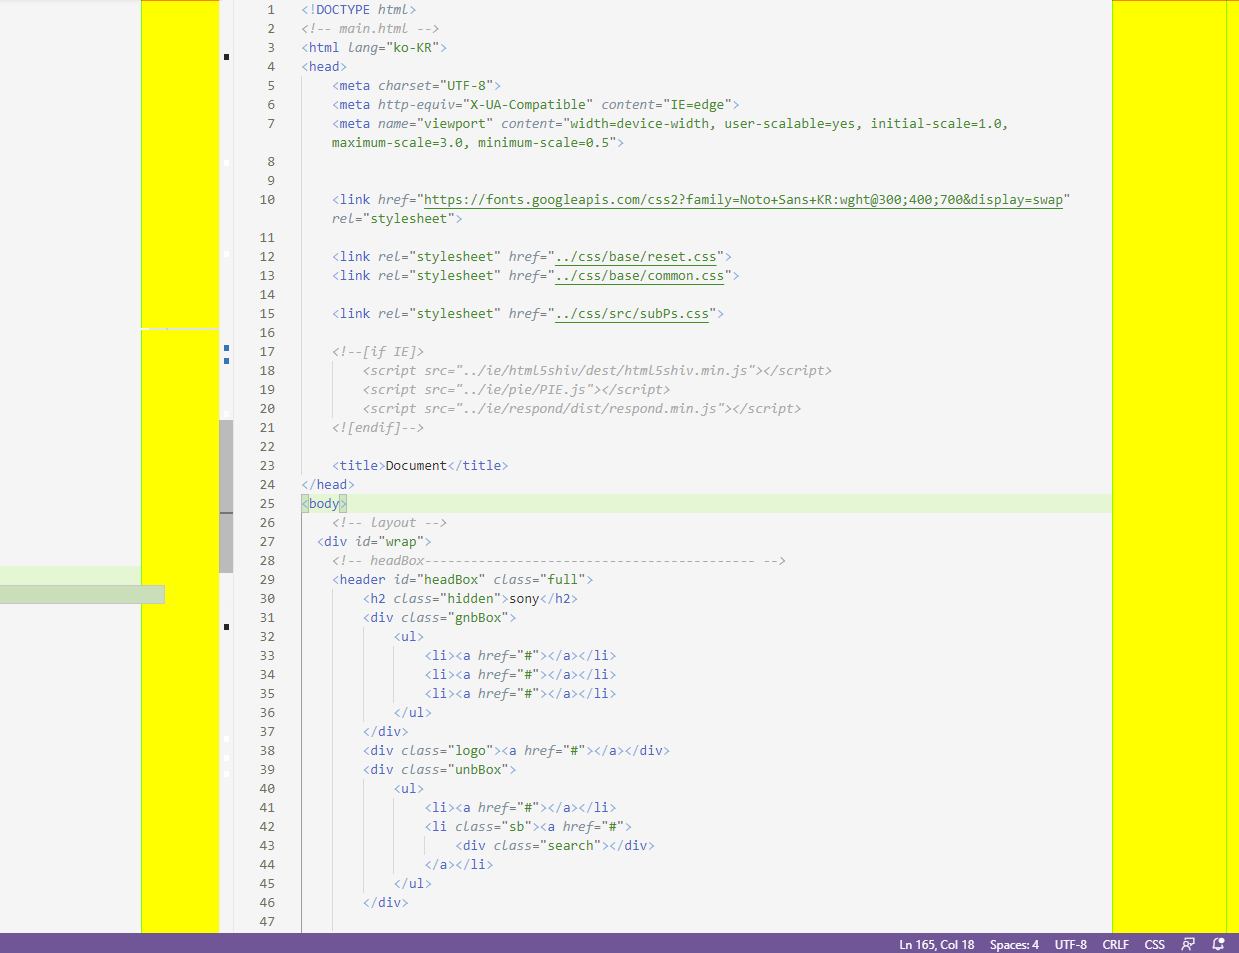 1 <!DOCTYPE html>
2 <!-- main.html -->
3 <html lang="ko-KR">
4 <head>
5 <meta charset="UTF-8">
6 <meta http-equiv="X-UA-Compatible" content="IE=edge">
7 <meta name="viewport" content="width=device-width, user-scalable=yes, initial-scale=1.0,
maximum-scale=3.0, minimum-scale=0.5">
8
9
10 <link href="https://fonts.googleapis.com/css2?family=Noto+Sans+KR:wght@300;400;700&display=swap"
rel="stylesheet">
11
12 <link rel="stylesheet" href="../css/base/reset.css">
13 <link rel="stylesheet" href="../css/base/common.css">
14
15 <link rel="stylesheet" href="../css/src/subPs.css">
16
17 <!--[if IE]>
18 <script src="../ie/html5shiv/dest/html5shiv.min.js"></script>
19 <script src="../ie/pie/PIE.js"></script>
20 <script src="../ie/respond/dist/respond.min.js"></script>
21 <![endif]-->
22
23 <title>Document</title>
24 </head>
25 <body>
26 <!-- layout -->
27 <div id="wrap">
28 <!-- headBox------------------------------------------- -->
29 <header id="headBox" class="full">
30 <h2 class="hidden">sony</h2>
31 <div class="gnbBox">
32 <ul>
33 <li><a href="#"></a></li>
34 <li><a href="#"></a></li>
35 <li><a href="#"></a></li>
36 </ul>
37 </div>
38 <div class="logo"><a href="#"></a></div>
39 <div class="unbBox">
40 <ul>
41 <li><a href="#"></a></li>
42 <li class="sb"><a href="#">
43 <div class="search"></div>
44 </a></li>
45 </ul>
46 </div>
47
Ln 165, Col 18 Spaces: 4 UTF-8 CRLF CSS